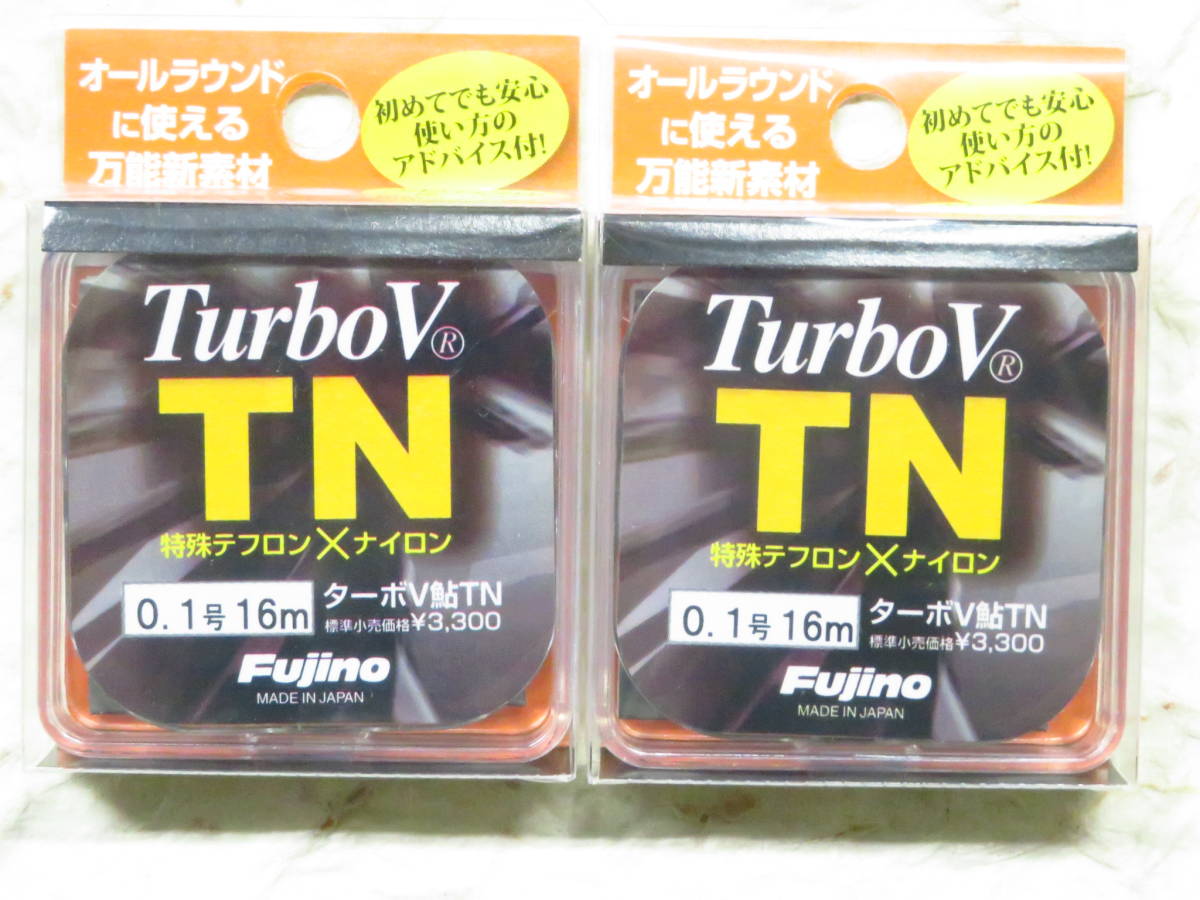 オールラウンド
に使える
万能新素材
初めてでも安心
使い方の
アドバイス付!
TurboV®
TN
特殊テフロン×ナイロン
0.1号16m
ターボV鮎TN
標準小売価格¥3,300
Fujino
MADE IN JAPAN
オールラウンド
に使える
万能新素材
初めてでも安心
使い方の
アドバイス付!
TurboV®
TN
特殊テフロン×ナイロン
0.1号16m
ターボV鮎TN
標準小売価格¥3,300
Fujino
MADE IN JAPAN